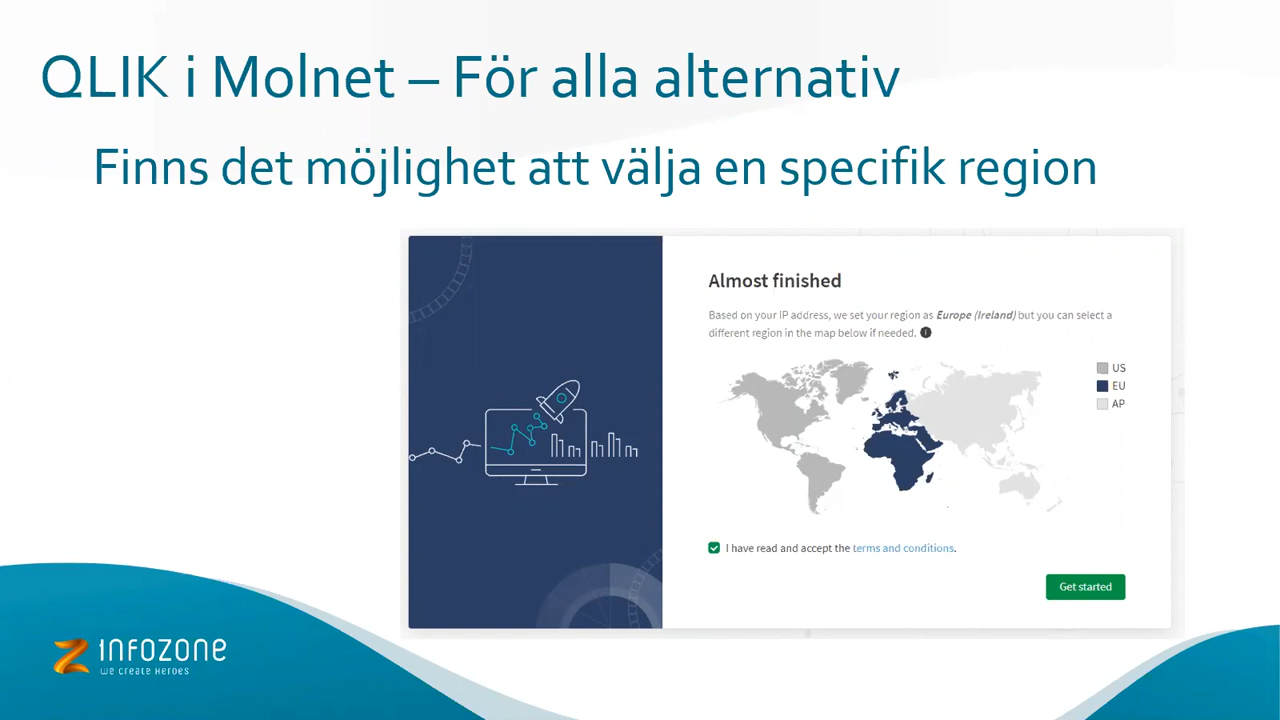 QLIK i Molnet – För alla alternativ
Finns det möjlighet att välja en specifik region
Almost finished
Based on your IP address, we set your region as Europe (Ireland) but you can select a
different region in the map below if needed.
US
EU
AP
I have read and accept the terms and conditions.
Get started
INFOZONE
WE CREATE HEROES